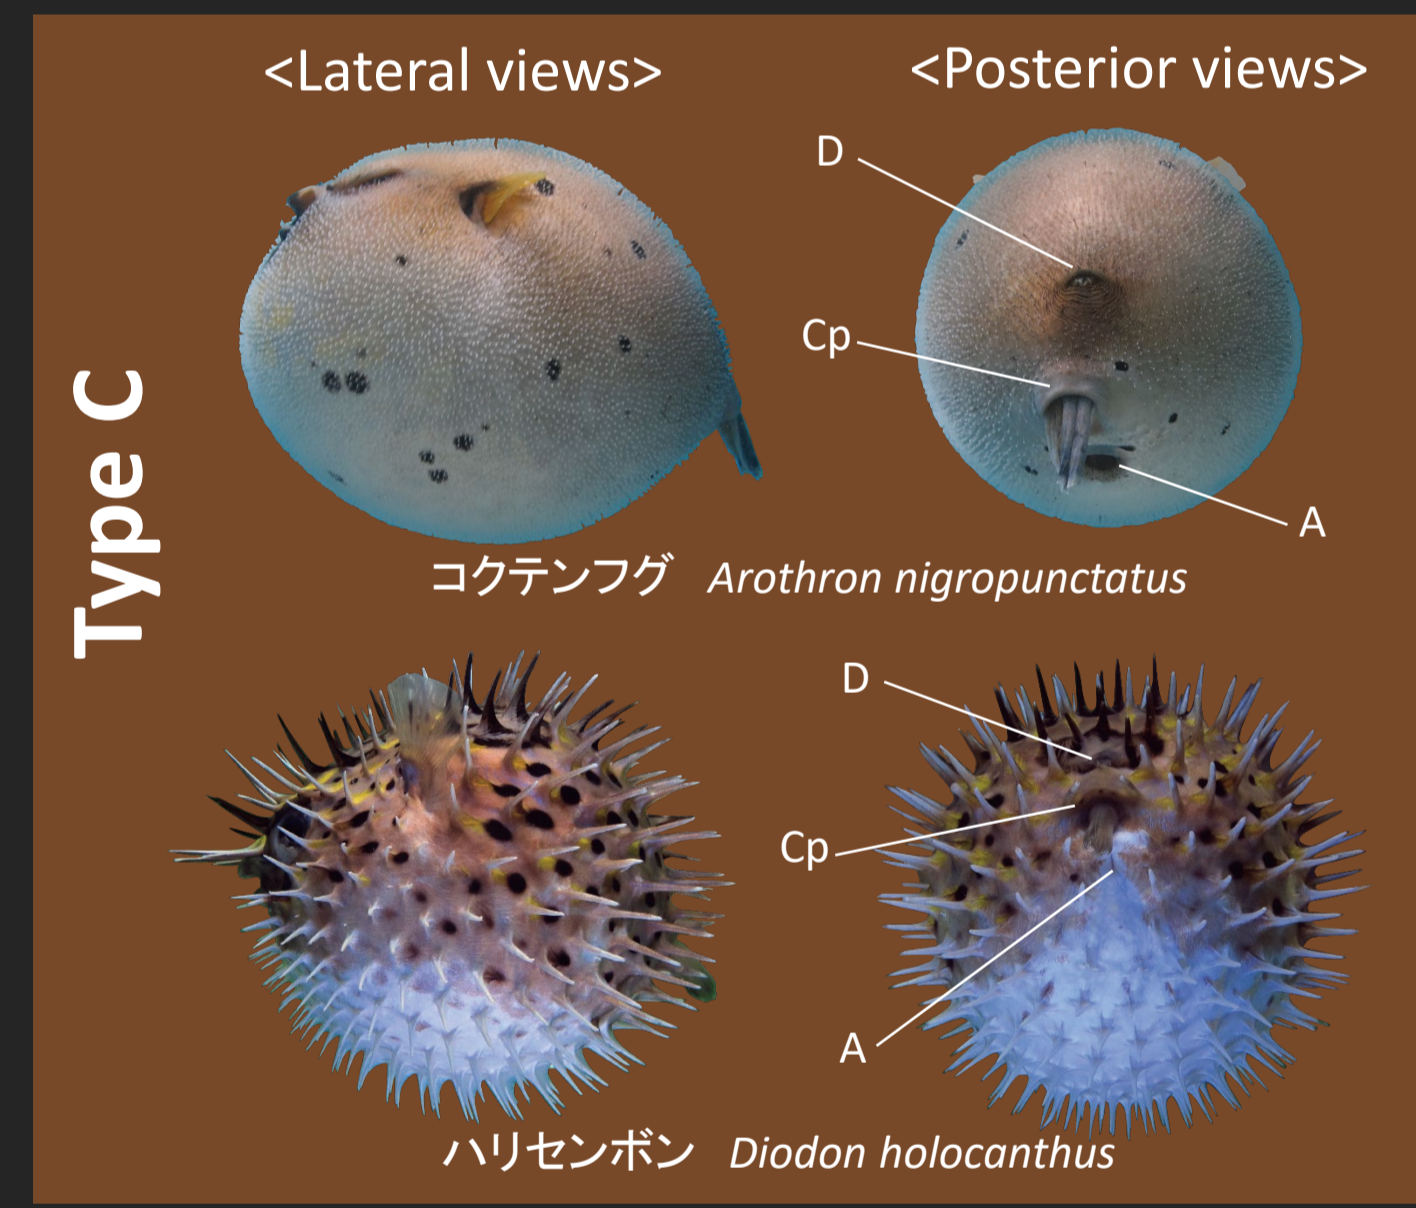 <Lateral views>
<Posterior views>
Type C
D
Cp
A
コクテンフグ Arothron nigropunctatus
D
Cp
A
ハリセンボン Diodon holocanthus